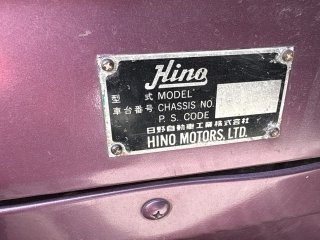 Hino
型 式 MODEL
車台番号 CHASSIS NO.
P. S. CODE
日野自動車工業株式会社
HINO MOTORS, LTD.